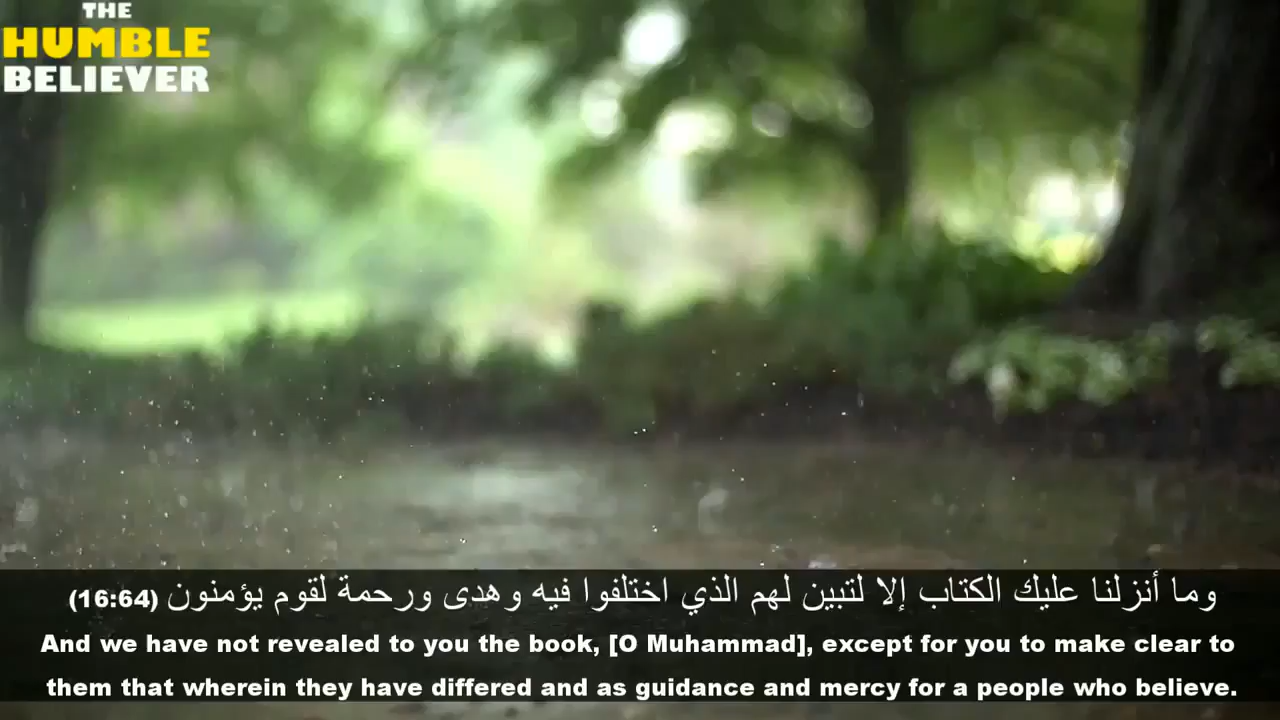 THE
HUMBLE
BELIEVER
وما أنزلنا عليك الكتاب إلا لتبين لهم الذي اختلفوا فيه وهدى ورحمة لقوم يؤمنون (16:64)
And we have not revealed to you the book, [O Muhammad], except for you to make clear to
them that wherein they have differed and as guidance and mercy for a people who believe.